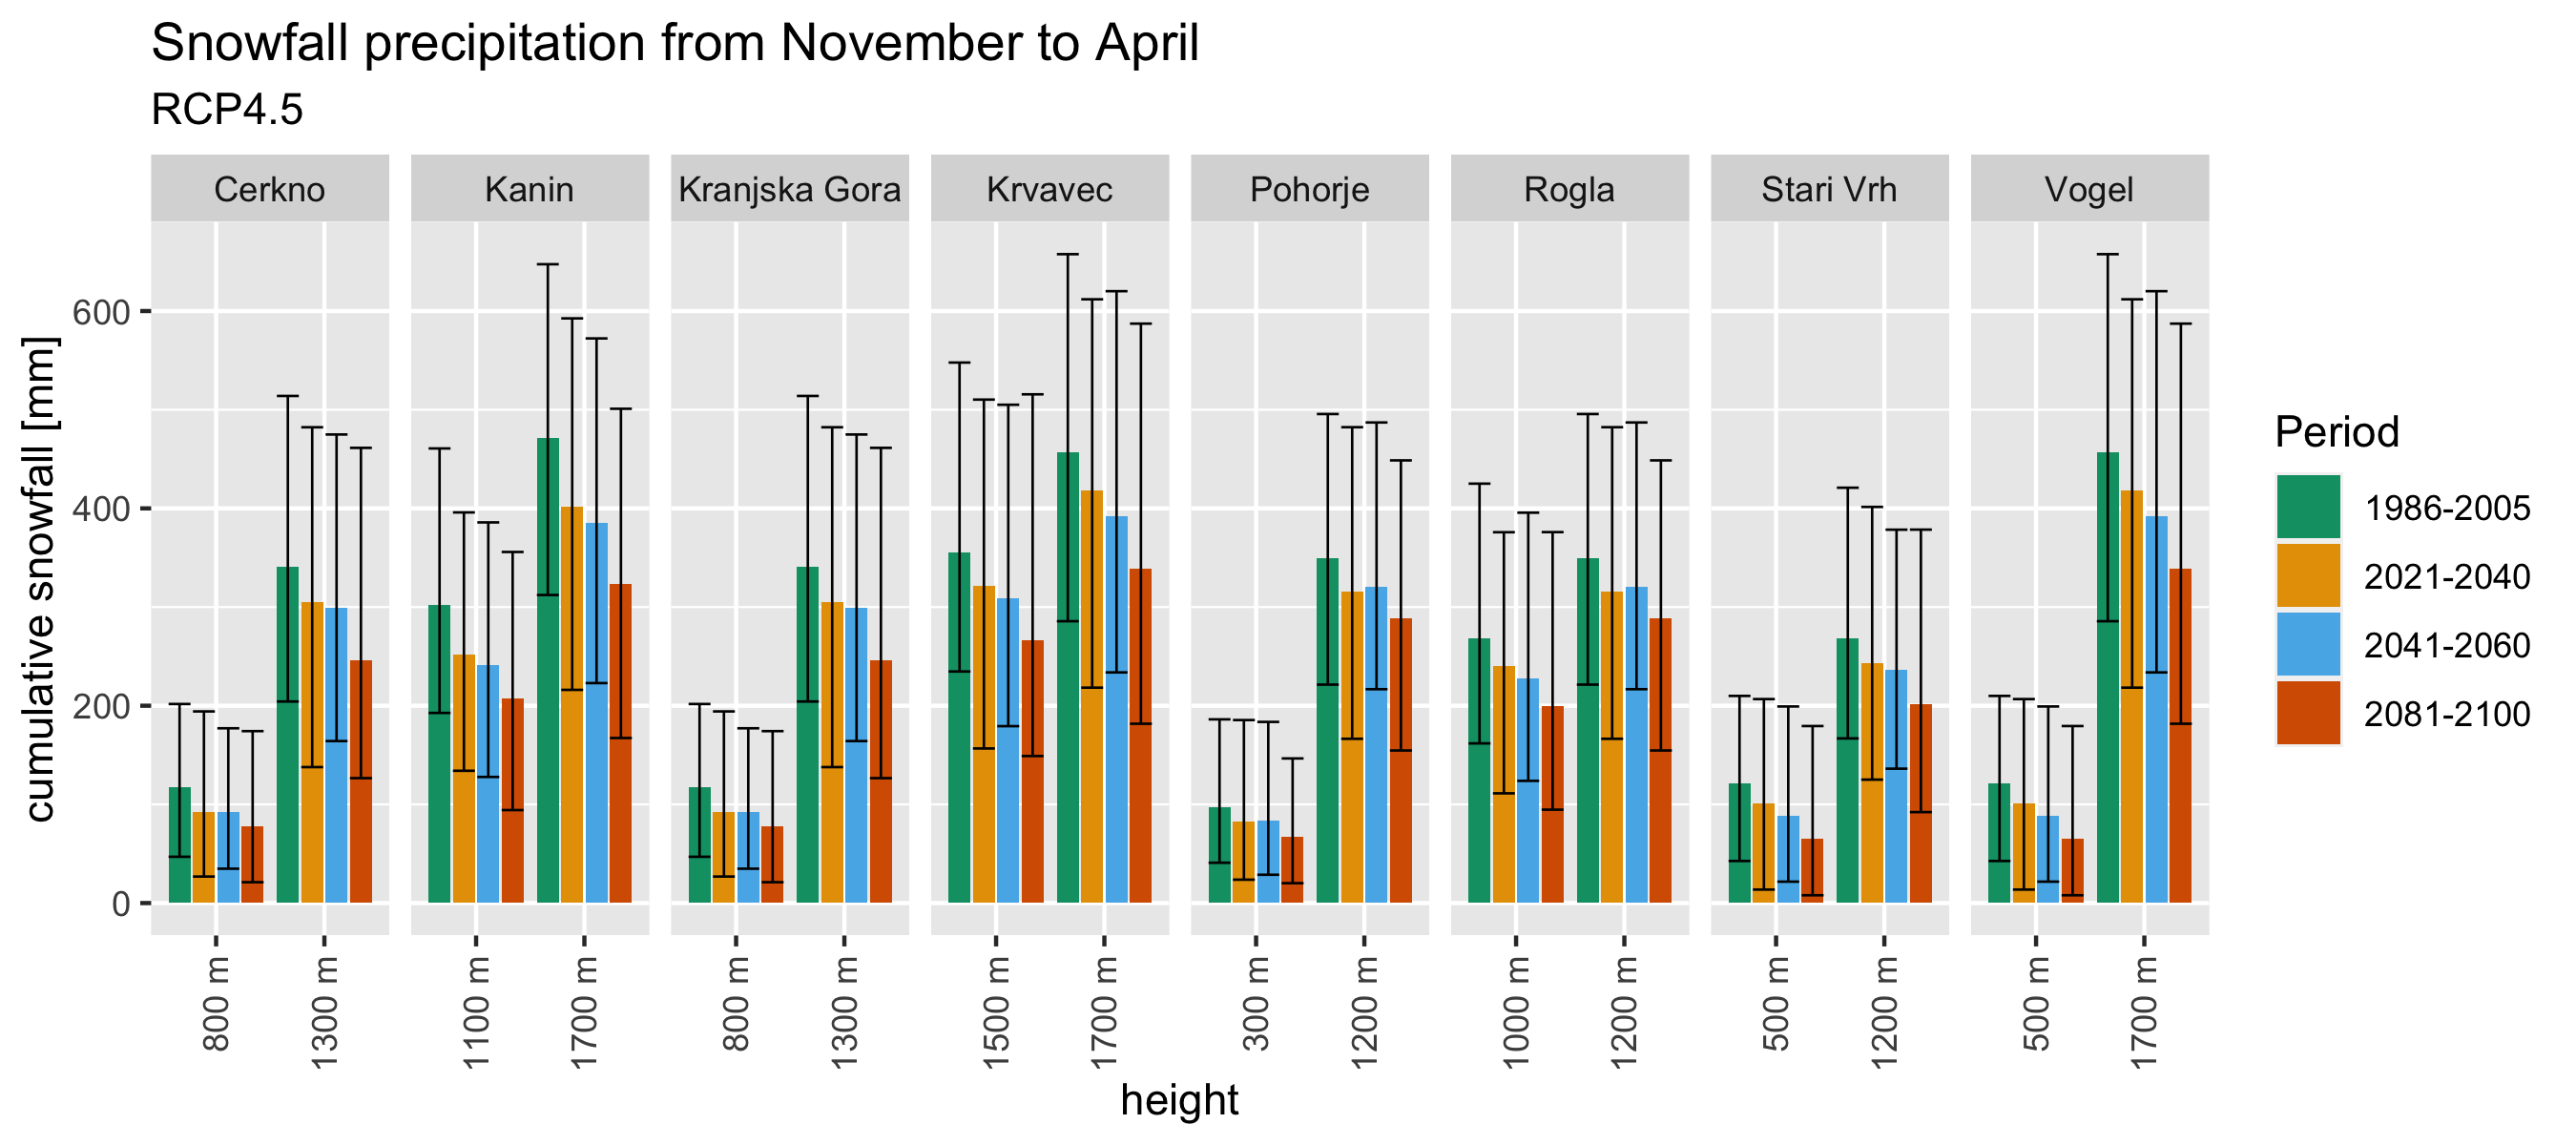 Snowfall precipitation from November to April
RCP4.5
Cerkno
Kanin
Kranjska Gora
Krvavec
Pohorje
Rogla
Stari Vrh
Vogel
cumulative snowfall [mm]
600
400
200
0
800 m
1300 m
1100 m
1700 m
800 m
1300 m
1500 m
1700 m
300 m
1200 m
1000 m
1200 m
500 m
1200 m
500 m
1700 m
height
Period
1986-2005
2021-2040
2041-2060
2081-2100